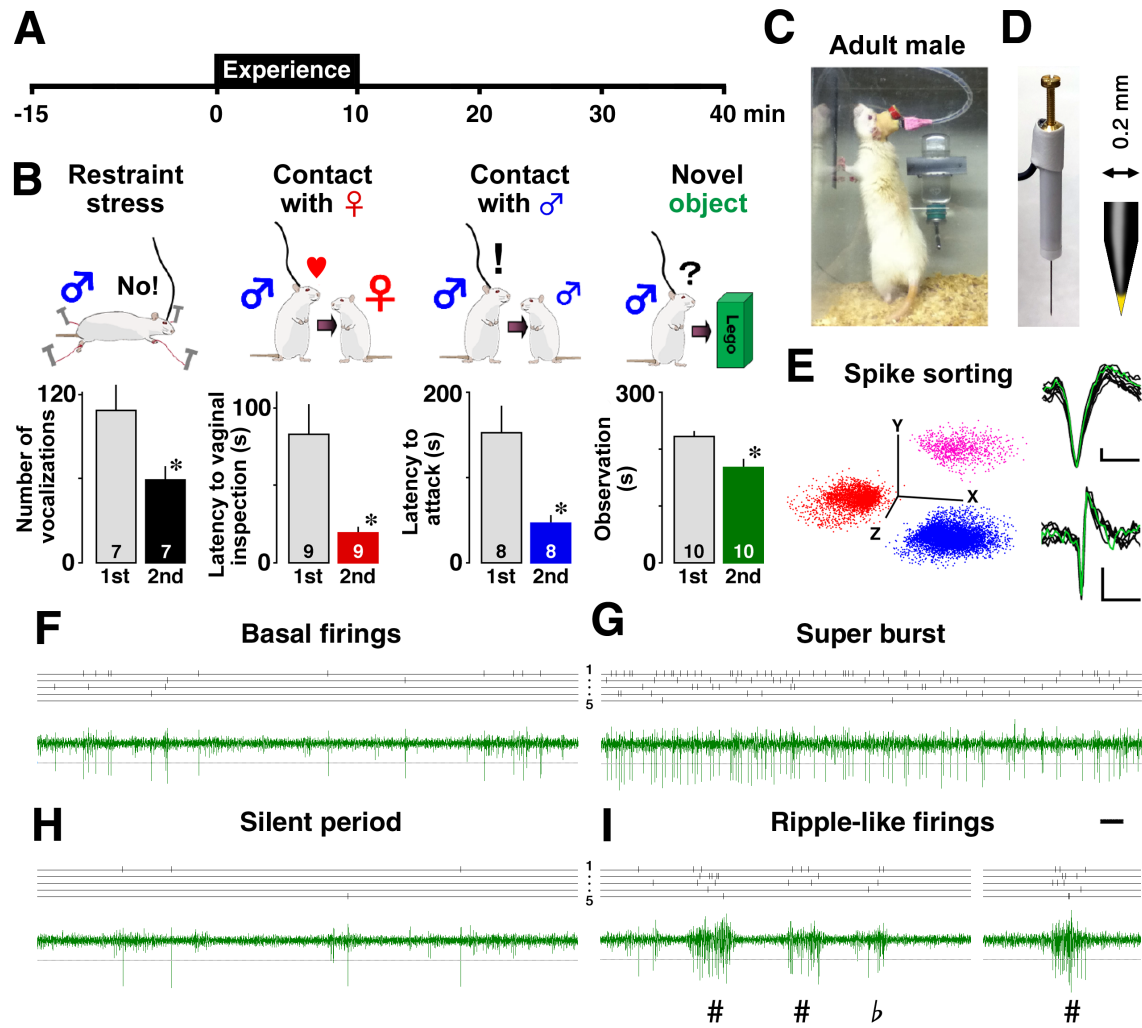 A
Experience
-15 0 10 20 30 40 min
B
Restraint stress
Contact with ♀
Contact with ♂
Novel object
♂ No!
♂ ♥ ♀
♂ ! ♂
♂ ?
Lego
Number of vocalizations
120
0
7 7
*
1st 2nd
Latency to vaginal inspection (s)
100
0
9 9
*
1st 2nd
Latency to attack (s)
200
0
8 8
*
1st 2nd
Observation (s)
300
0
10 10
*
1st 2nd
C
Adult male
D
0.2 mm
E
Spike sorting
Y
X
Z
F
Basal firings
G
Super burst
1
5
H
Silent period
I
Ripple-like firings
1
5
# # ♭ #